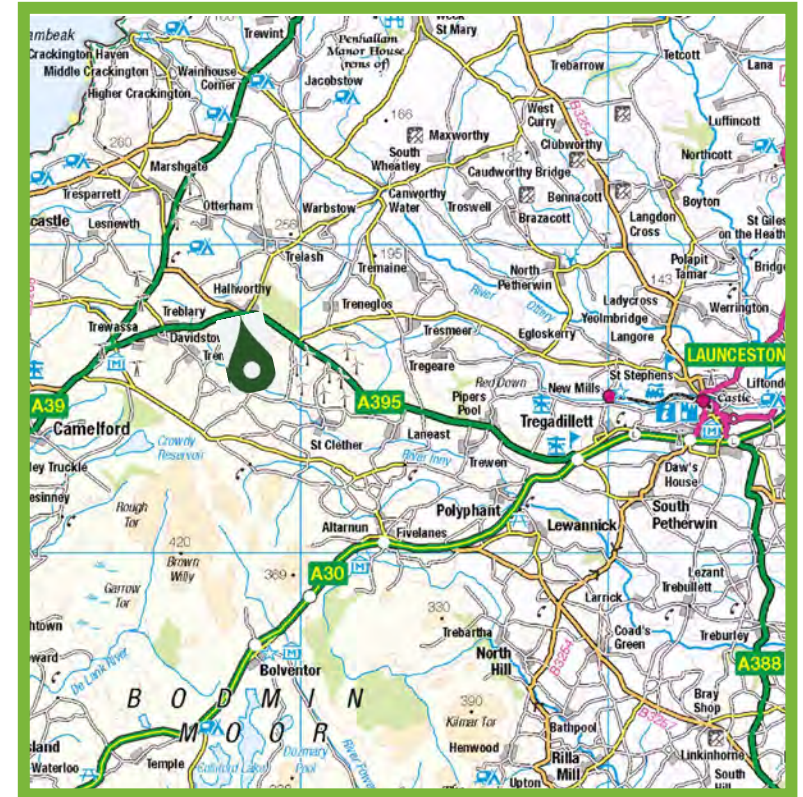 Trewint
St Mary
Tetcott
Lana
Penhallam
Manor House
(rems of)
Crackington Haven
Middle Crackington
Wainhouse
Corner
Jacobstow
Trebarrow
Higher Crackington
166
West
Curry
B3254
Luffincott
260
Maxworthy
Clubworthy
Marshgate
South
Wheatley
182
Northcott
Caudworthy Bridge
176
Tresparrett
Otterham
Warbstow
Canworthy
Water
Troswell
Bennacott
Boyton
Brazacott
Langdon
Cross
St Giles
on the Heath
Lesnewth
Trelash
195
Tremaine
North
Petherwin
Polapit
Tamar
143
Hallworthy
River
Ottery
Ladycross
Werrington
Treblary
Treneglos
Yeolmbridge
Trewassa
Tresmeer
Egloskerry
Langore
LAUNCESTON
Tregeare
Red Down
New Mills
St Stephens
Castle
A39
A395
Pipers
Pool
Tregadillett
Camelford
Crowdy
Reservoir
St Clether
Laneast
River Inny
Trewen
Daw's
House
Rough
Tor
Polyphant
Lewannick
South
Petherwin
Altarnun
Fivelanes
420
Brown
Willy
369
A30
Lezant
Trebullett
Garrow
Tor
330
Larrick
Trebartha
Coad's
Green
Treburley
De Lank River
Bolventor
North
Hill
B3254
A388
BODMIN
MOOR
390
Kilmar Tor
Bray
Shop
Bathpool
B3257
Henwood
Linkinhorne
Temple
Waterloo
Dozmary
Pool
Rilla
Mill
Upton
South